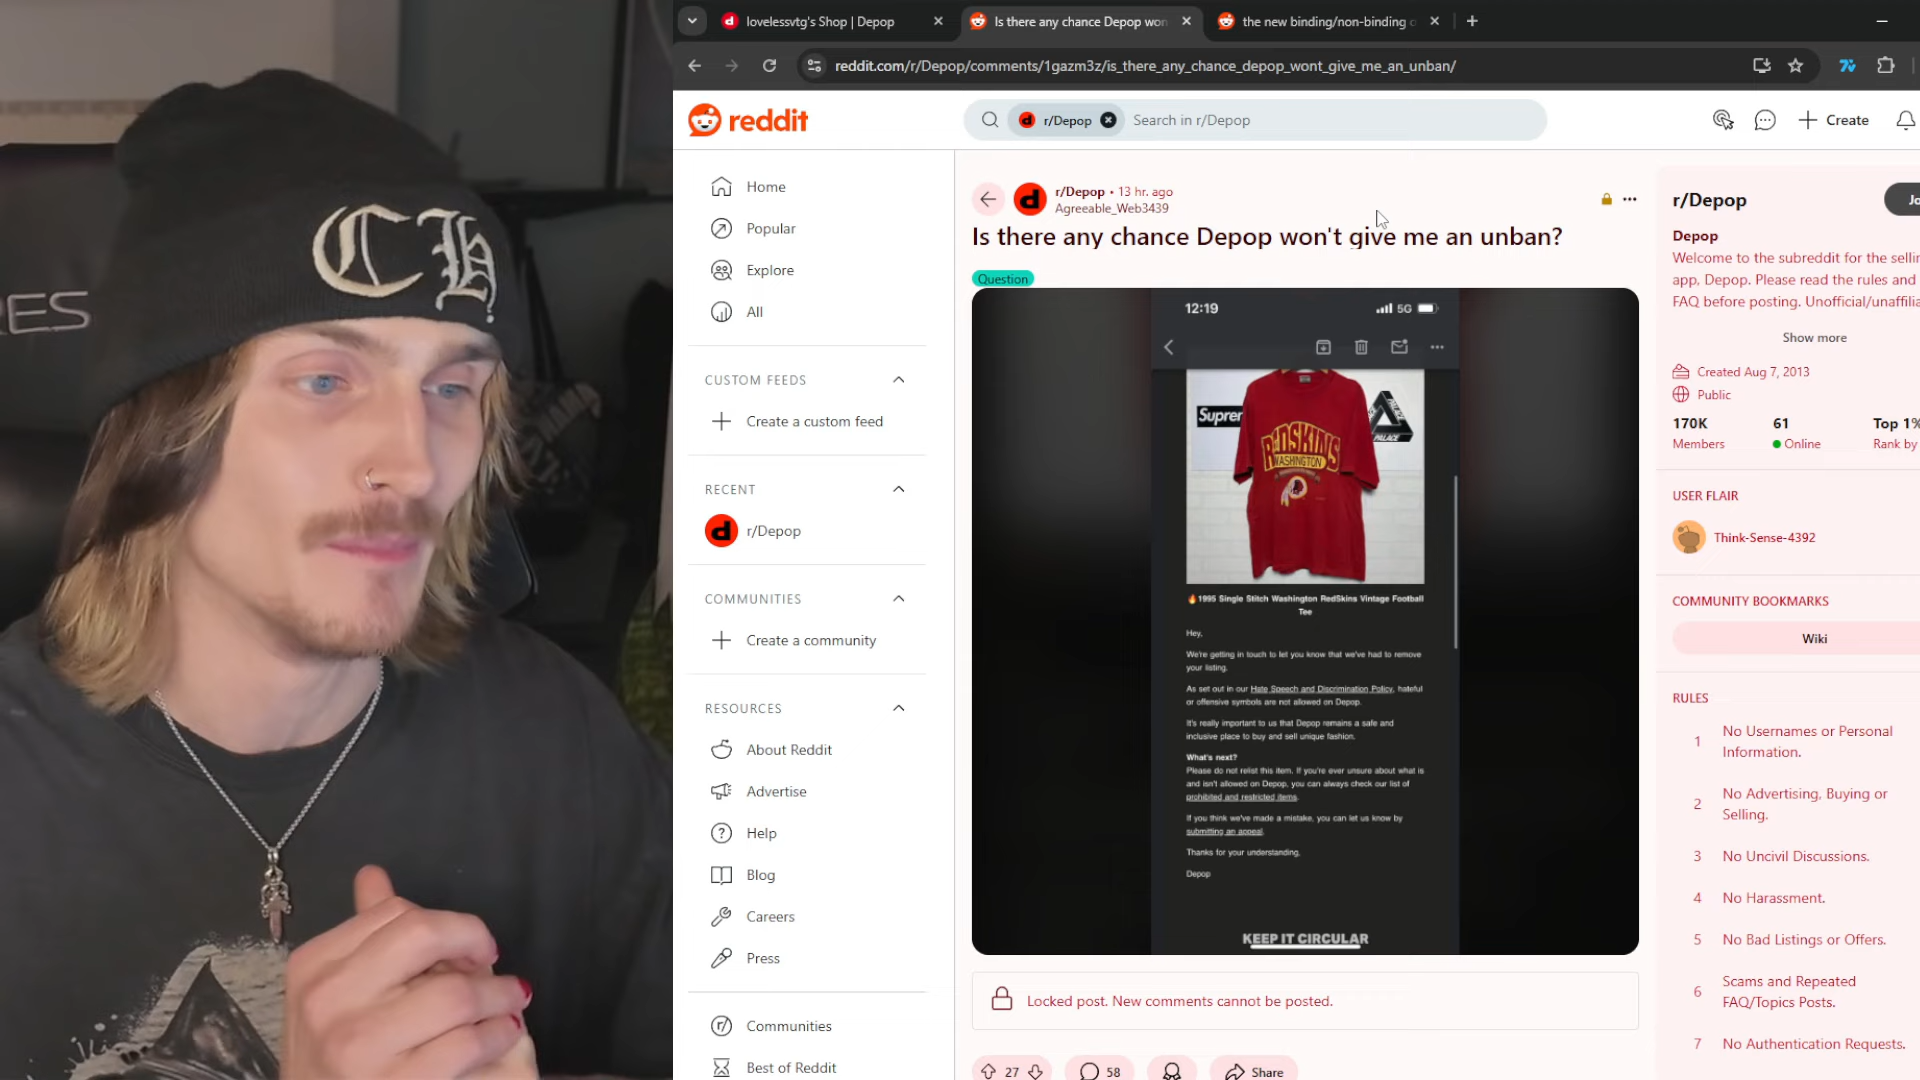 CH
RES
lovelessvtg's Shop | Depop
Is there any chance Depop won
the new binding/non-binding o
reddit.com/r/Depop/comments/1gazm3z/is_there_any_chance_depop_wont_give_me_an_unban/
reddit
r/Depop
Search in r/Depop
Create
Home
Popular
Explore
All
CUSTOM FEEDS
Create a custom feed
RECENT
r/Depop
COMMUNITIES
Create a community
RESOURCES
About Reddit
Advertise
Help
Blog
Careers
Press
Communities
Best of Reddit
r/Depop • 13 hr. ago
Agreeable_Web3439
Is there any chance Depop won't give me an unban?
Question
12:19
5G
Suprem
REDSKINS
WASHINGTON
PALACE
🔥1995 Single Stitch Washington RedSkins Vintage Football
Tee
Hey,
We're getting in touch to let you know that we've had to remove
your listing.
As set out in our Hate Speech and Discrimination Policy, hateful
or offensive symbols are not allowed on Depop.
It's really important to us that Depop remains a safe and
inclusive place to buy and sell unique fashion.
What's next?
Please do not relist this item. If you're ever unsure about what is
and isn't allowed on Depop, you can always check our list of
prohibited and restricted items.
If you think we've made a mistake, you can let us know by
submitting an appeal.
Thanks for your understanding,
Depop
KEEP IT CIRCULAR
Locked post. New comments cannot be posted.
27
58
Share
r/Depop
Jo
Depop
Welcome to the subreddit for the sellin
app, Depop. Please read the rules and
FAQ before posting. Unofficial/unaffilia
Show more
Created Aug 7, 2013
Public
170K
Members
61
Online
Top 1%
Rank by
USER FLAIR
Think-Sense-4392
COMMUNITY BOOKMARKS
Wiki
RULES
1 No Usernames or Personal
Information.
2 No Advertising, Buying or
Selling.
3 No Uncivil Discussions.
4 No Harassment.
5 No Bad Listings or Offers.
6 Scams and Repeated
FAQ/Topics Posts.
7 No Authentication Requests.